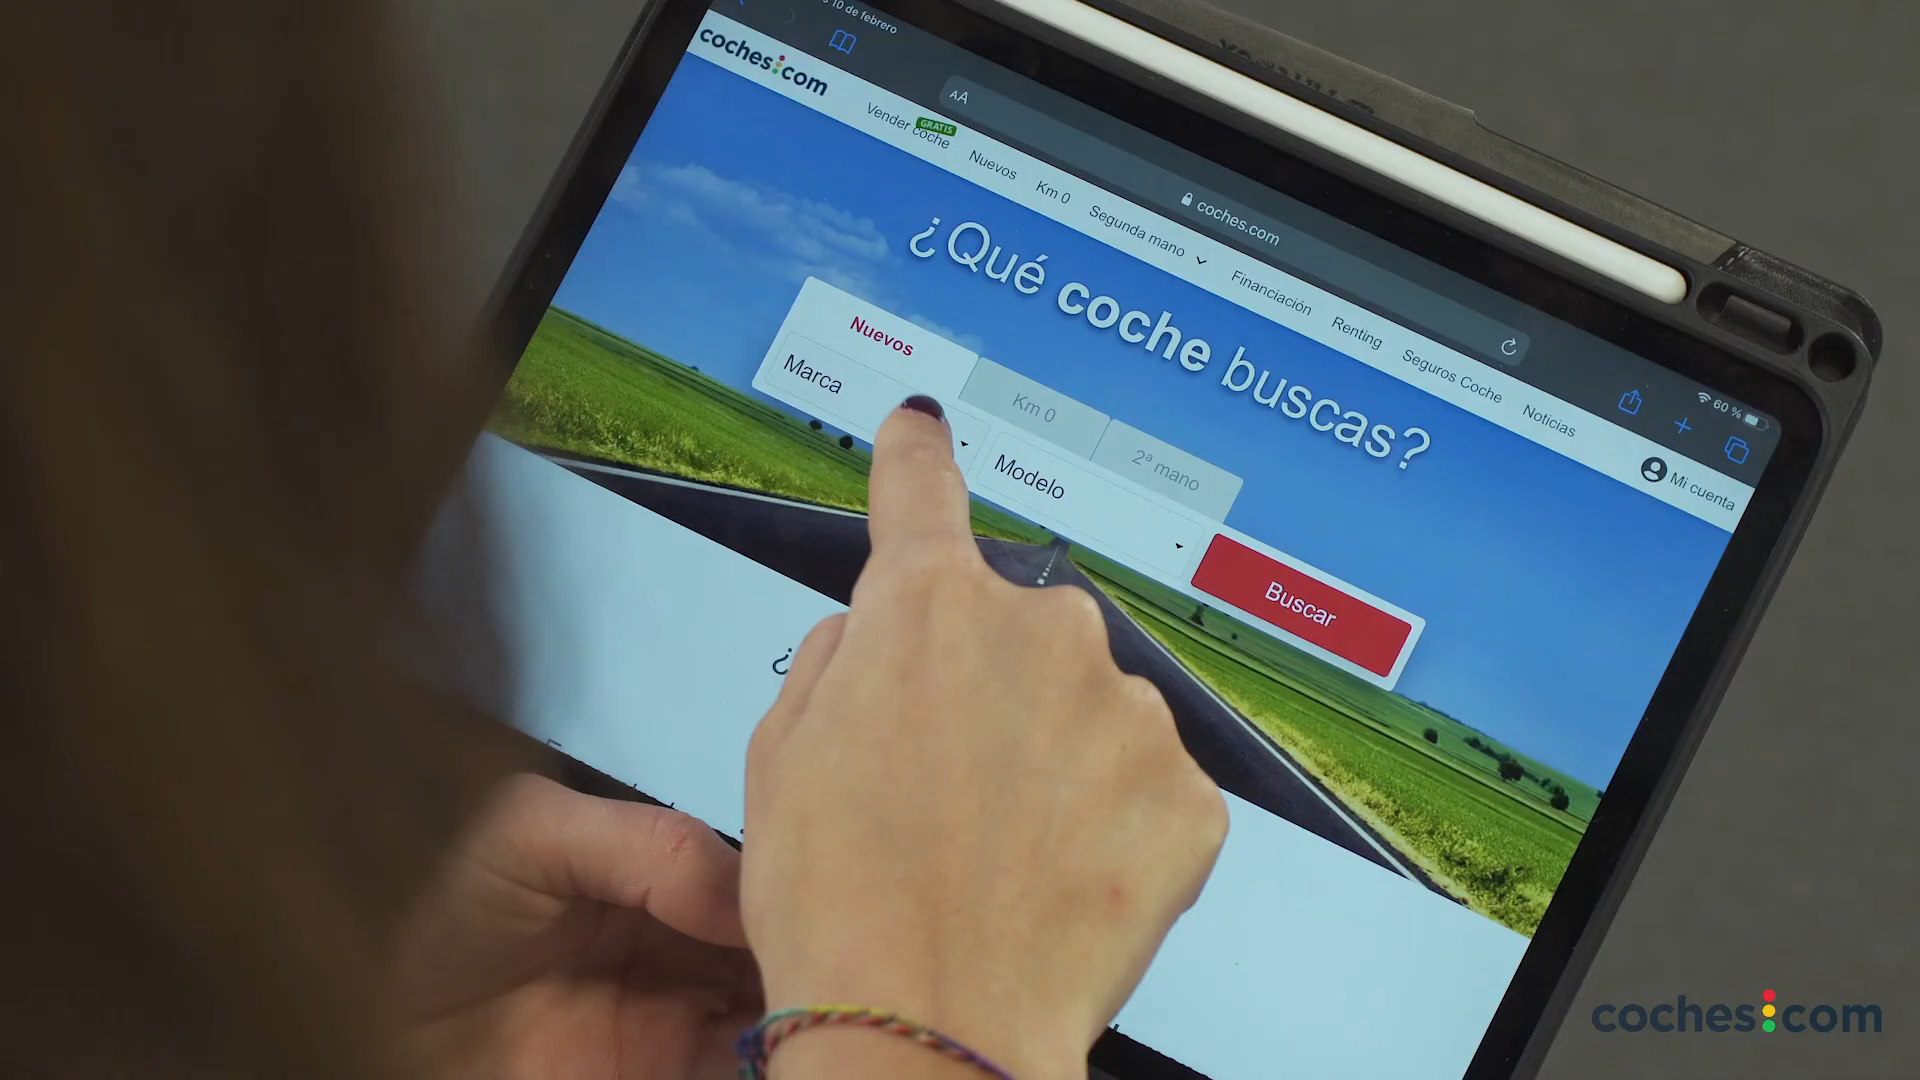 10 de febrero
coches:com
AA
coches.com
60 %
Vender coche
GRATIS
Nuevos
Km 0
Segunda mano
Financiación
Renting
Seguros Coche
Noticias
Mi cuenta
¿Qué coche buscas?
Nuevos
Km 0
2ª mano
Marca
Modelo
Buscar
¿
coches:com